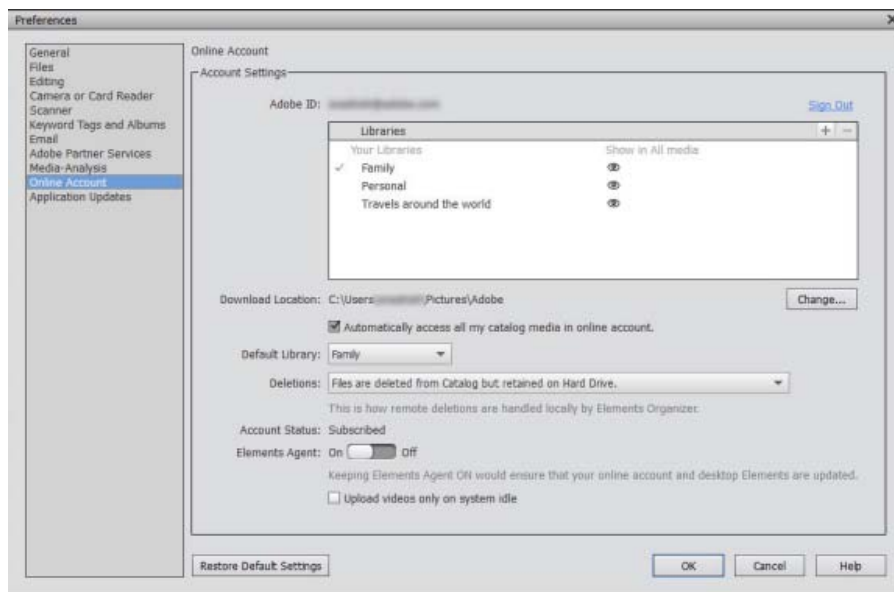 Preferences
General
Files
Editing
Camera or Card Reader
Scanner
Keyword Tags and Albums
Email
Adobe Partner Services
Media-Analysis
Online Account
Application Updates
Online Account
Account Settings
Adobe ID:
Sign Out
Libraries
Your Libraries Show in All media
Family
Personal
Travels around the world
Download Location: C:\Users \Pictures\Adobe Change...
Automatically access all my catalog media in online account.
Default Library: Family
Deletions: Files are deleted from Catalog but retained on Hard Drive.
This is how remote deletions are handled locally by Elements Organizer.
Account Status: Subscribed
Elements Agent: On Off
Keeping Elements Agent ON would ensure that your online account and desktop Elements are updated.
Upload videos only on system idle
Restore Default Settings OK Cancel Help